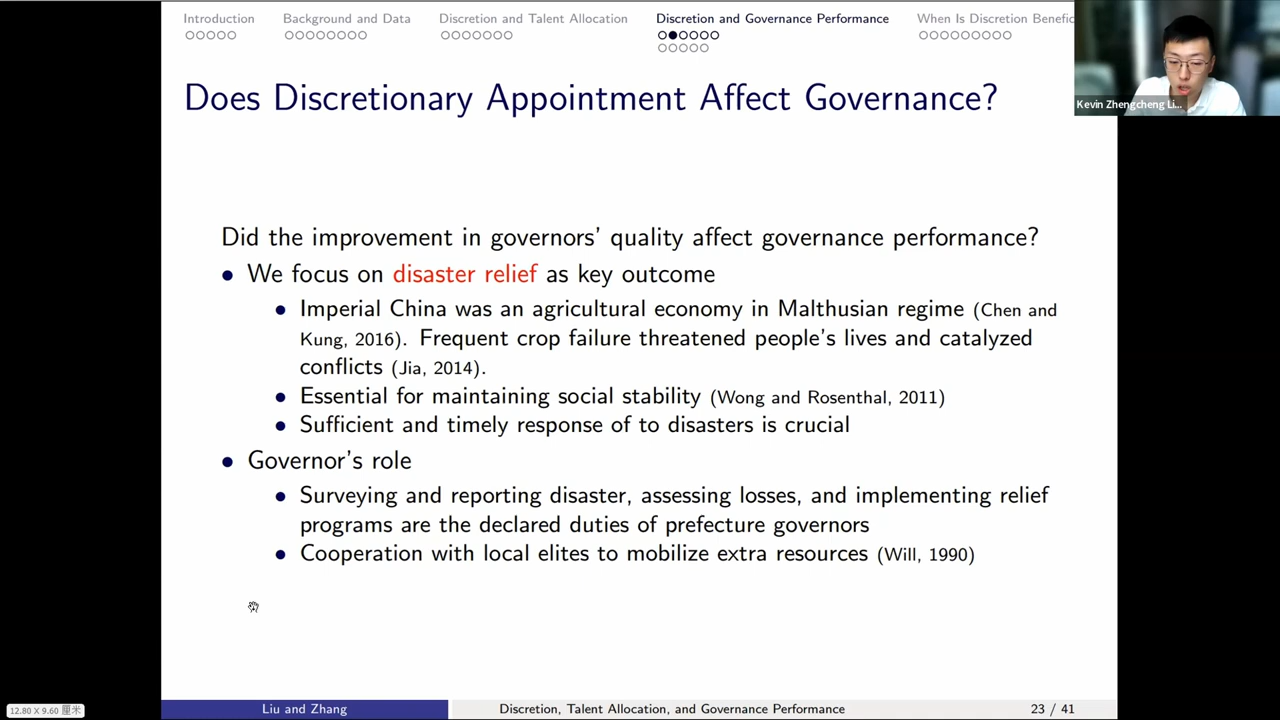 Introduction
Background and Data
Discretion and Talent Allocation
Discretion and Governance Performance
When Is Discretion Benefic
Kevin Zhengcheng Li...
Does Discretionary Appointment Affect Governance?
Did the improvement in governors' quality affect governance performance?
We focus on disaster relief as key outcome
Imperial China was an agricultural economy in Malthusian regime (Chen and
Kung, 2016). Frequent crop failure threatened people's lives and catalyzed
conflicts (Jia, 2014).
Essential for maintaining social stability (Wong and Rosenthal, 2011)
Sufficient and timely response of to disasters is crucial
Governor's role
Surveying and reporting disaster, assessing losses, and implementing relief
programs are the declared duties of prefecture governors
Cooperation with local elites to mobilize extra resources (Will, 1990)
12.80 X 9.60 厘米
Liu and Zhang
Discretion, Talent Allocation, and Governance Performance
23 / 41